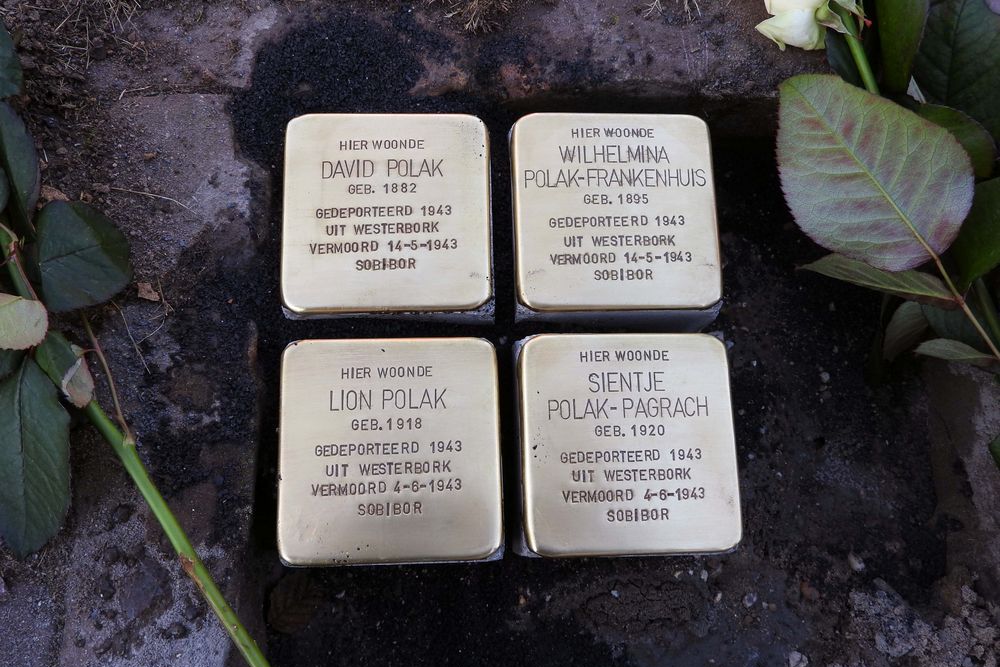 HIER WOONDE
DAVID POLAK
GEB. 1882
GEDEPORTEERD 1943
UIT WESTERBORK
VERMOORD 14-5-1943
SOBIBOR
HIER WOONDE
WILHELMINA
POLAK-FRANKENHUIS
GEB. 1895
GEDEPORTEERD 1943
UIT WESTERBORK
VERMOORD 14-5-1943
SOBIBOR
HIER WOONDE
LION POLAK
GEB. 1918
GEDEPORTEERD 1943
UIT WESTERBORK
VERMOORD 4-6-1943
SOBIBOR
HIER WOONDE
SIENTJE
POLAK-PAGRACH
GEB. 1920
GEDEPORTEERD 1943
UIT WESTERBORK
VERMOORD 4-6-1943
SOBIBOR